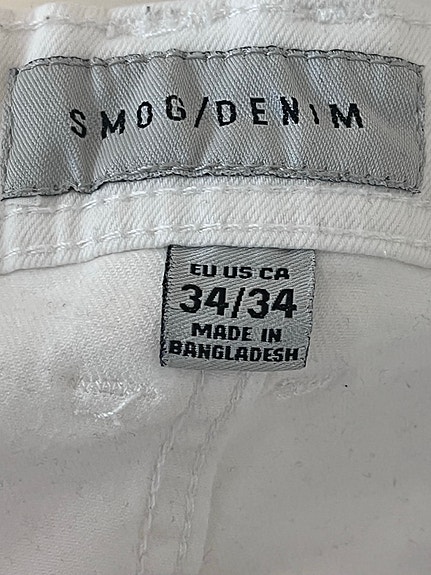 SMOG/DENIM
EU US CA
34/34
MADE IN
BANGLADESH